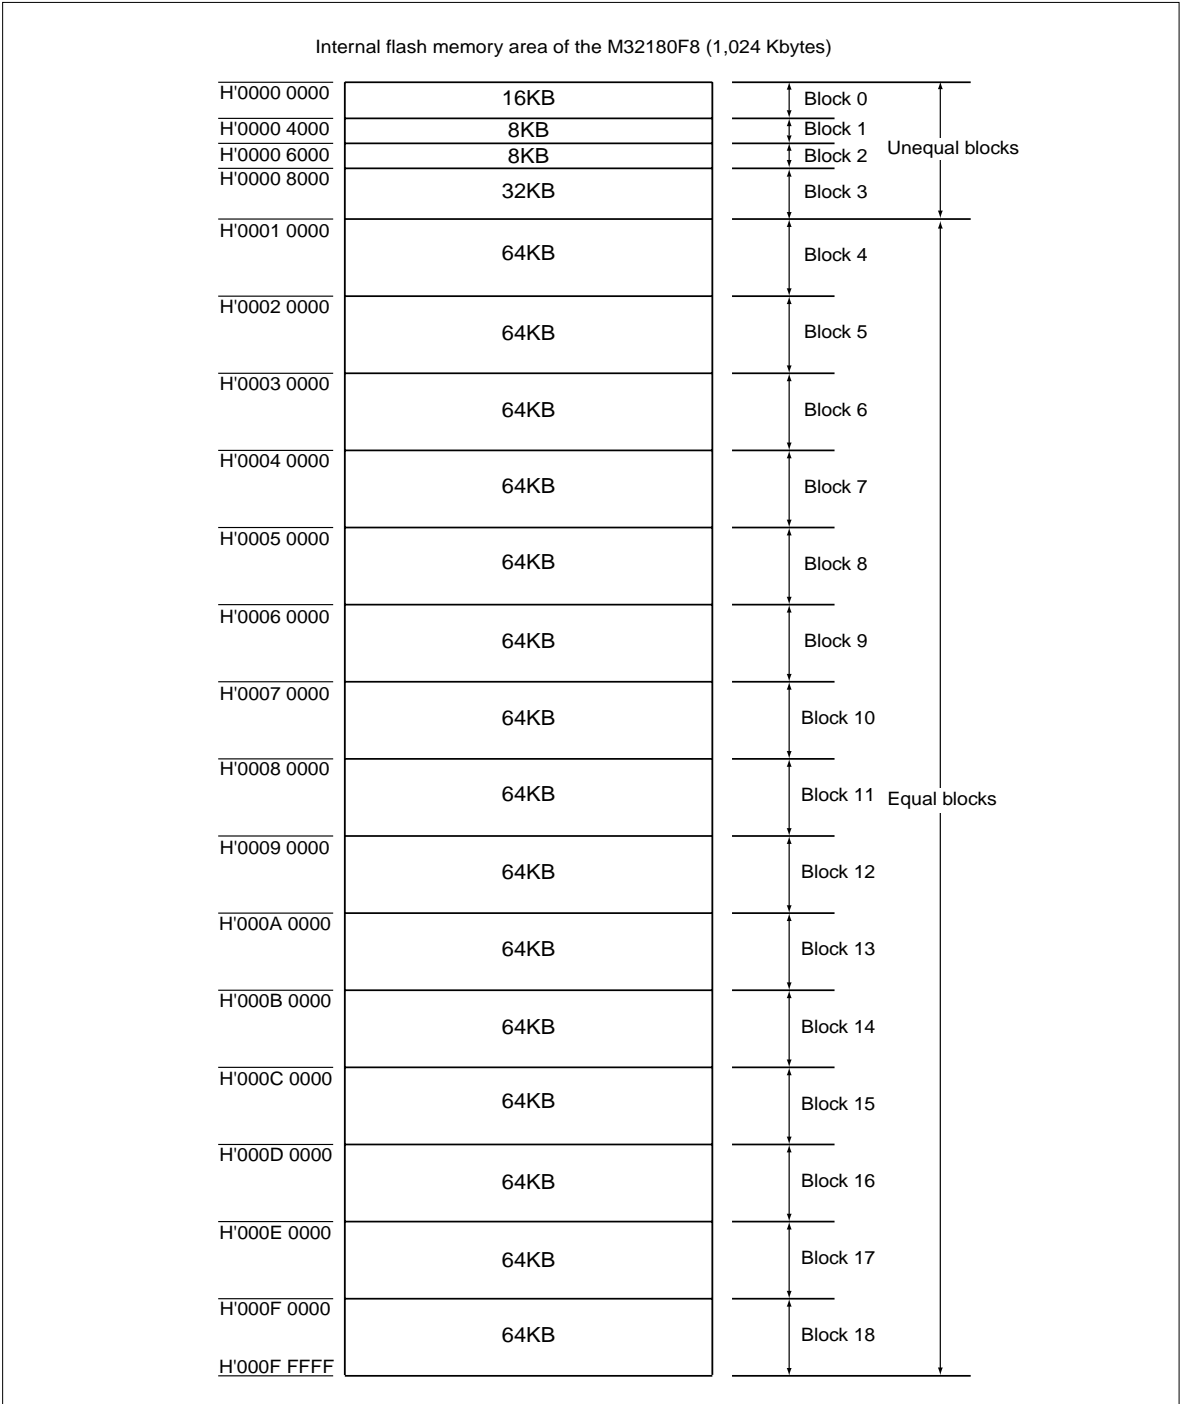 Internal flash memory area of the M32180F8 (1,024 Kbytes)
H'0000 0000 16KB Block 0
H'0000 4000 8KB Block 1
Unequal blocks
H'0000 6000 8KB Block 2
H'0000 8000 32KB Block 3
H'0001 0000 64KB Block 4
H'0002 0000 64KB Block 5
H'0003 0000 64KB Block 6
H'0004 0000 64KB Block 7
H'0005 0000 64KB Block 8
H'0006 0000 64KB Block 9
H'0007 0000 64KB Block 10
H'0008 0000 64KB Block 11 Equal blocks
H'0009 0000 64KB Block 12
H'000A 0000 64KB Block 13
H'000B 0000 64KB Block 14
H'000C 0000 64KB Block 15
H'000D 0000 64KB Block 16
H'000E 0000 64KB Block 17
H'000F 0000 64KB Block 18
H'000F FFFF